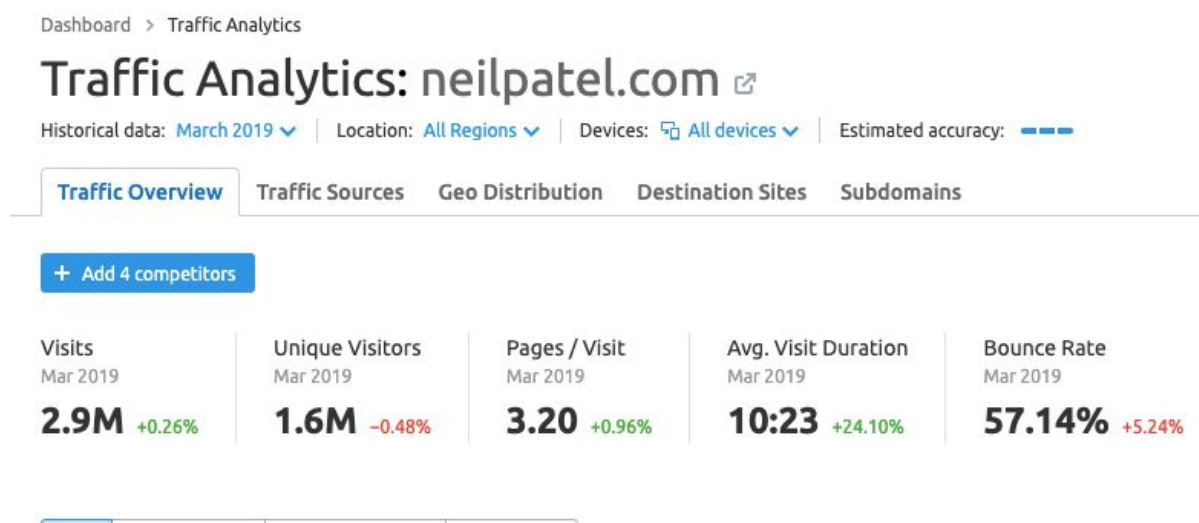 Dashboard > Traffic Analytics
Traffic Analytics: neilpatel.com
Historical data: March 2019 Location: All Regions Devices: All devices Estimated accuracy:
Traffic Overview Traffic Sources Geo Distribution Destination Sites Subdomains
+ Add 4 competitors
Visits Unique Visitors Pages / Visit Avg. Visit Duration Bounce Rate
Mar 2019 Mar 2019 Mar 2019 Mar 2019 Mar 2019
2.9M +0.26% 1.6M −0.48% 3.20 +0.96% 10:23 +24.10% 57.14% +5.24%